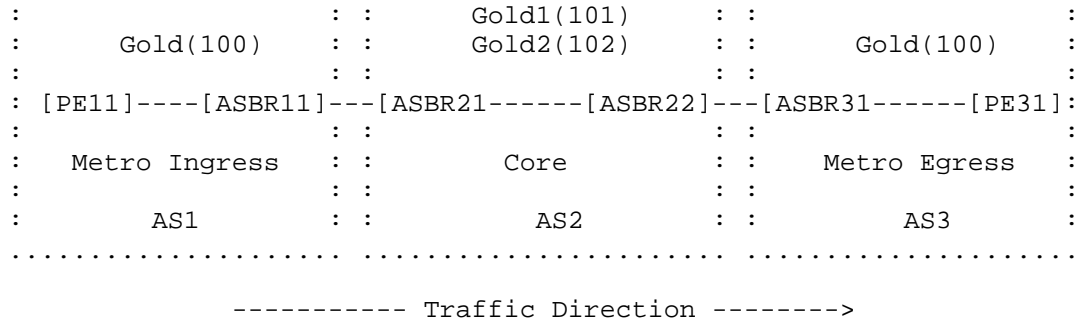 :                    : :      Gold1(101)      : :                    :
:      Gold(100)     : :      Gold2(102)      : :      Gold(100)     :
:                    : :                      : :                    :
: [PE11]----[ASBR11]---[ASBR21------[ASBR22]---[ASBR31------[PE31]:
:                    : :                      : :                    :
:   Metro Ingress    : :        Core          : :    Metro Egress    :
:                    : :                      : :                    :
:        AS1         : :          AS2         : :         AS3        :
..................... ....................... .....................
----------- Traffic Direction -------->